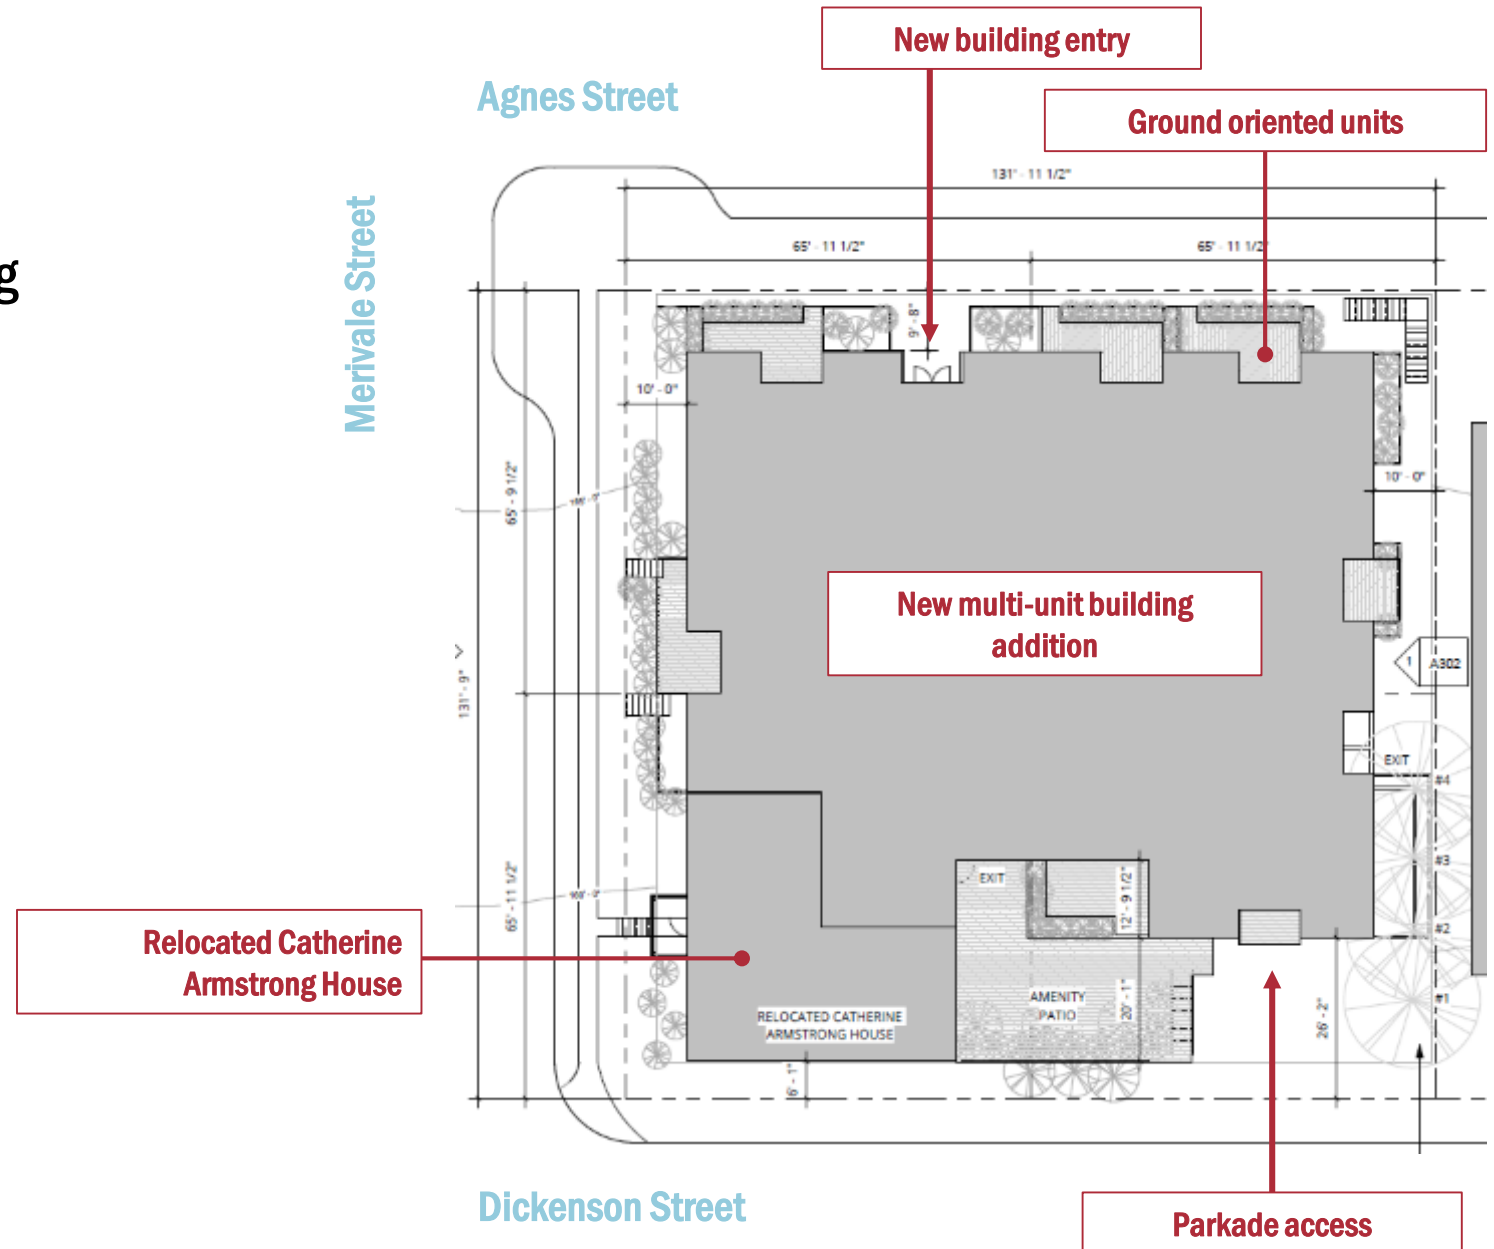 New building entry
Agnes Street
Ground oriented units
131' - 11 1/2"
Merivale Street
65' - 11 1/2"
65' - 11 1/2"
g
9' - 8"
10' - 0"
65' - 9 1/2"
10' - 0"
New multi-unit building
addition
131' - 9"
1
A302
EXIT
#4
#3
65' - 11 1/2"
EXIT
12' - 9 1/2"
#2
Relocated Catherine
Armstrong House
#1
AMENITY
PATIO
20' - 1"
26' - 2"
RELOCATED CATHERINE
ARMSTRONG HOUSE
6' - 1"
Dickenson Street
Parkade access